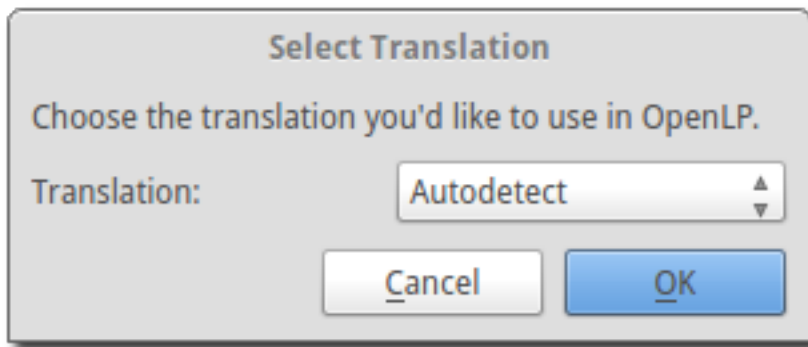 Select Translation
Choose the translation you'd like to use in OpenLP.
Translation: Autodetect
Cancel OK